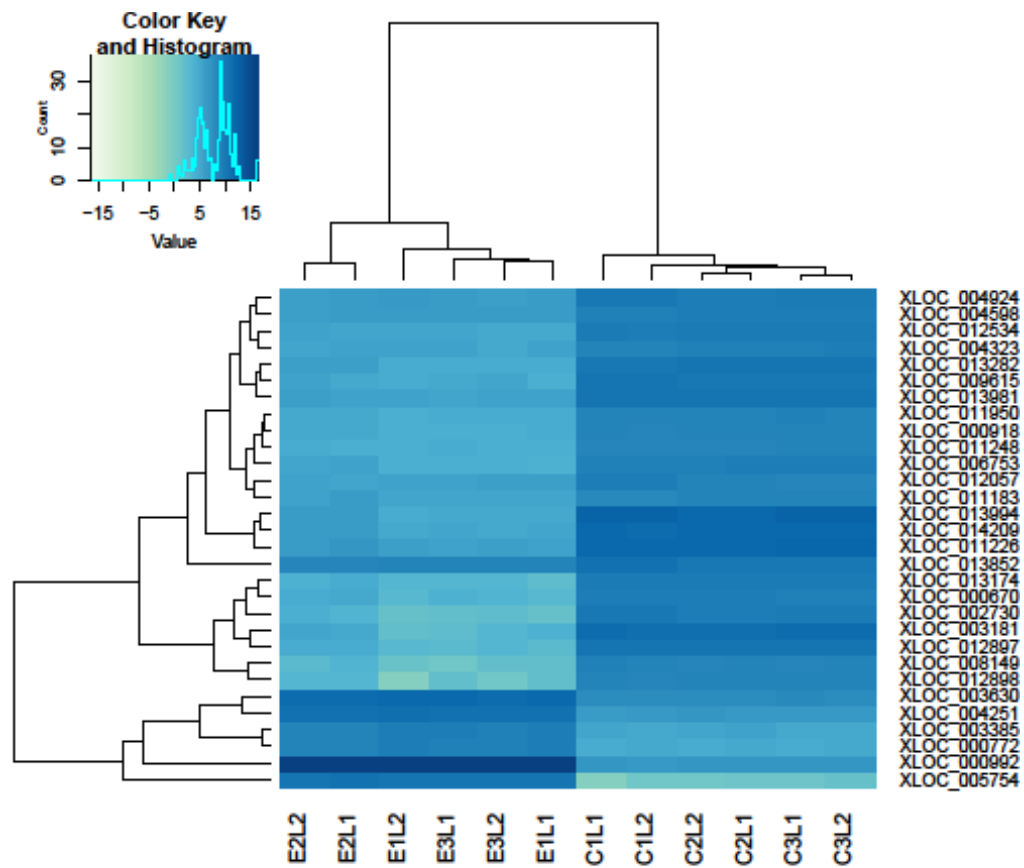 Color Key
and Histogram
Count
0
10
30
−15
−5
5
15
Value
XLOC_004924
XLOC_004598
XLOC_012534
XLOC_004323
XLOC_013282
XLOC_009615
XLOC_013981
XLOC_011950
XLOC_000918
XLOC_011248
XLOC_006753
XLOC_012057
XLOC_011183
XLOC_013994
XLOC_014209
XLOC_011226
XLOC_013852
XLOC_013174
XLOC_000670
XLOC_002730
XLOC_003181
XLOC_012897
XLOC_008149
XLOC_012898
XLOC_003630
XLOC_004251
XLOC_003385
XLOC_000772
XLOC_000992
XLOC_005754
E2L2
E2L1
E1L2
E3L1
E3L2
E1L1
C1L1
C1L2
C2L2
C2L1
C3L1
C3L2